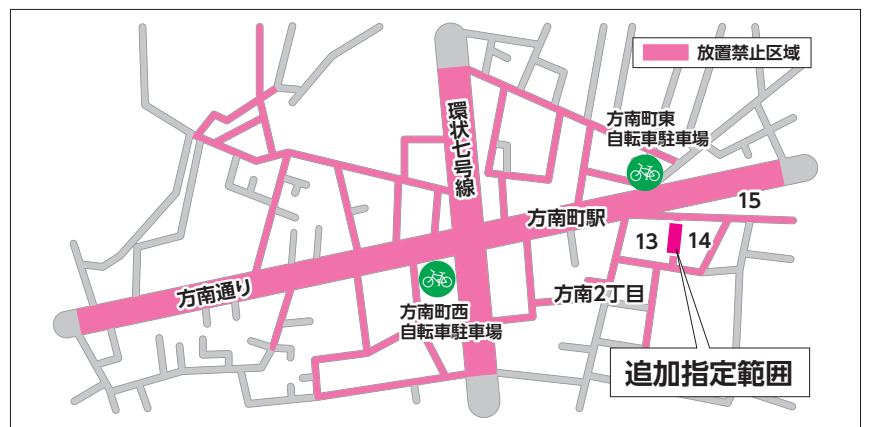 放置禁止区域
環状七号線
方南町東
自転車駐車場
15
方南町駅
13
14
方南通り
方南2丁目
方南町西
自転車駐車場
追加指定範囲